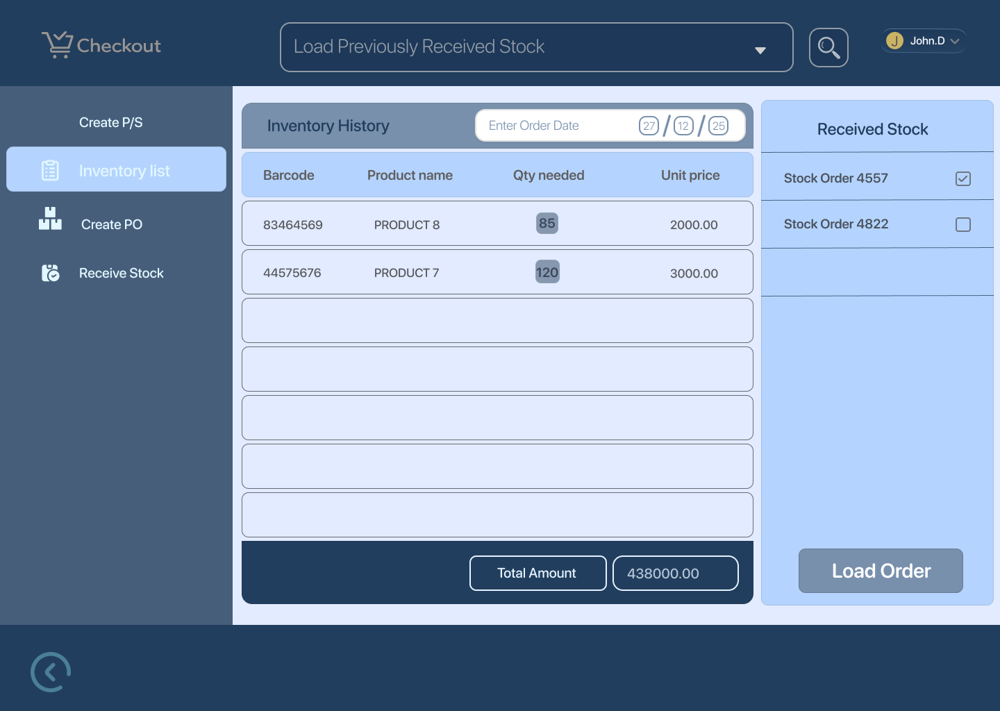 Checkout
Load Previously Received Stock
J John.D
Create P/S
Inventory list
Create PO
Receive Stock
Inventory History
Enter Order Date 27 / 12 / 25
Barcode Product name Qty needed Unit price
83464569 PRODUCT 8 85 2000.00
44575676 PRODUCT 7 120 3000.00
Total Amount 438000.00
Received Stock
Stock Order 4557
Stock Order 4822
Load Order